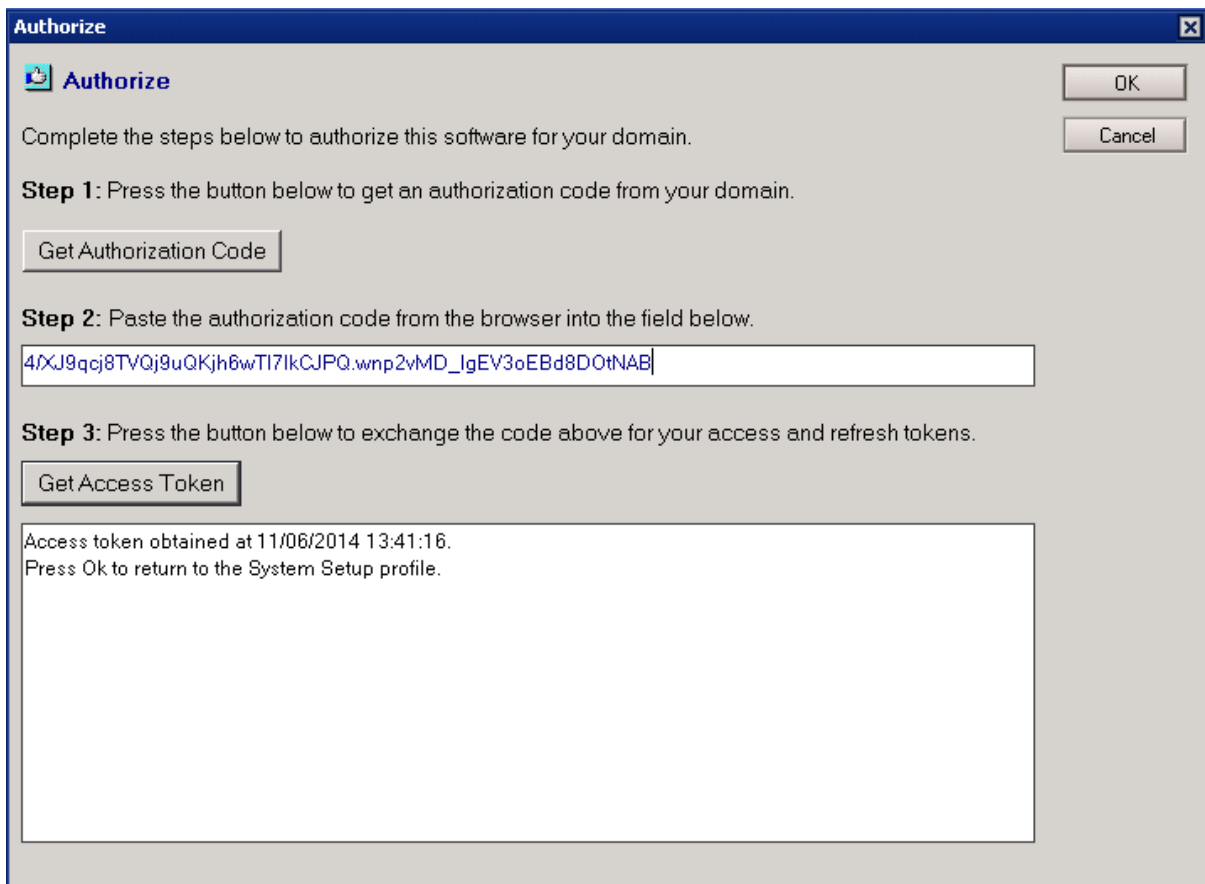 Authorize
Authorize
OK
Complete the steps below to authorize this software for your domain.
Cancel
Step 1: Press the button below to get an authorization code from your domain.
Get Authorization Code
Step 2: Paste the authorization code from the browser into the field below.
4/XJ9qcj8TVQj9uQKjh6wTl7IkCJPQ.wnp2vMD_IgEV3oEBd8DOtNAB
Step 3: Press the button below to exchange the code above for your access and refresh tokens.
Get Access Token
Access token obtained at 11/06/2014 13:41:16.
Press Ok to return to the System Setup profile.